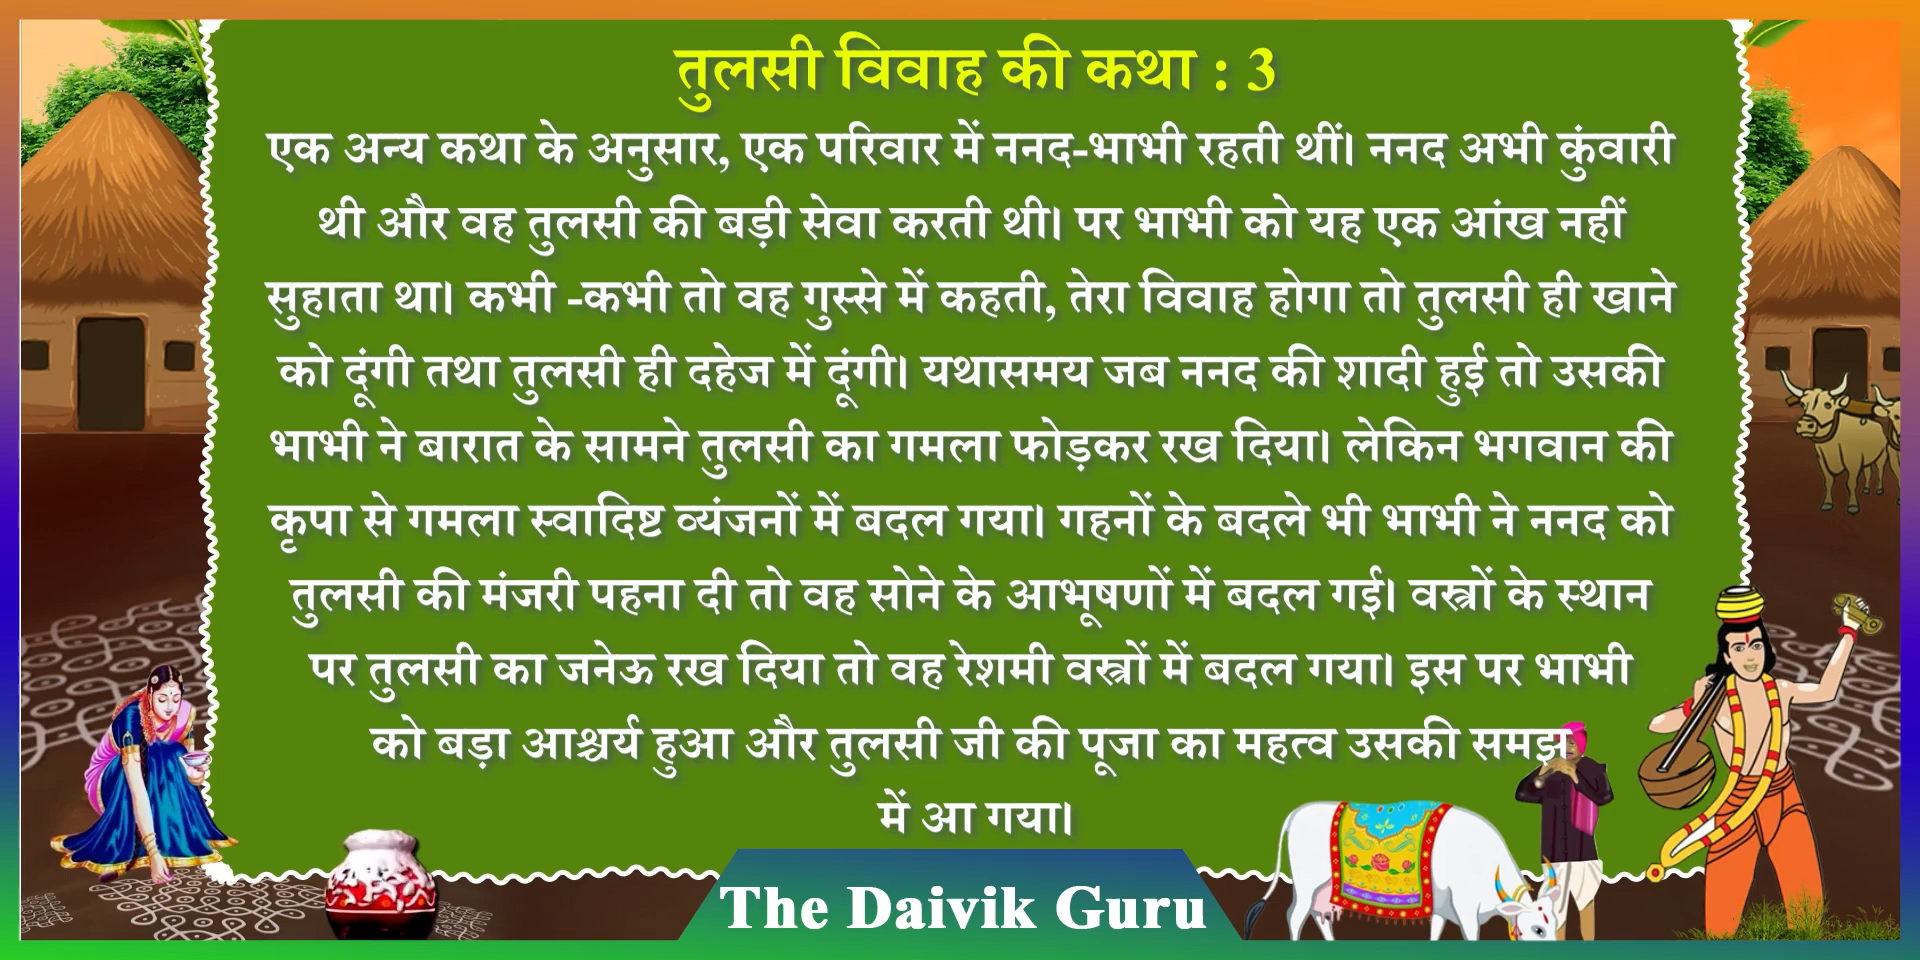 तुलसी विवाह की कथा : 3
एक अन्य कथा के अनुसार, एक परिवार में ननद-भाभी रहती थीं। ननद अभी कुंवारी
थी और वह तुलसी की बड़ी सेवा करती थी। पर भाभी को यह एक आंख नहीं
सुहाता था। कभी -कभी तो वह गुस्से में कहती, तेरा विवाह होगा तो तुलसी ही खाने
को दूंगी तथा तुलसी ही दहेज में दूंगी। यथासमय जब ननद की शादी हुई तो उसकी
भाभी ने बारात के सामने तुलसी का गमला फोड़कर रख दिया। लेकिन भगवान की
कृपा से गमला स्वादिष्ट व्यंजनों में बदल गया। गहनों के बदले भी भाभी ने ननद को
तुलसी की मंजरी पहना दी तो वह सोने के आभूषणों में बदल गई। वस्त्रों के स्थान
पर तुलसी का जनेऊ रख दिया तो वह रेशमी वस्त्रों में बदल गया। इस पर भाभी
को बड़ा आश्चर्य हुआ और तुलसी जी की पूजा का महत्व उसकी समझ
में आ गया।
The Daivik Guru